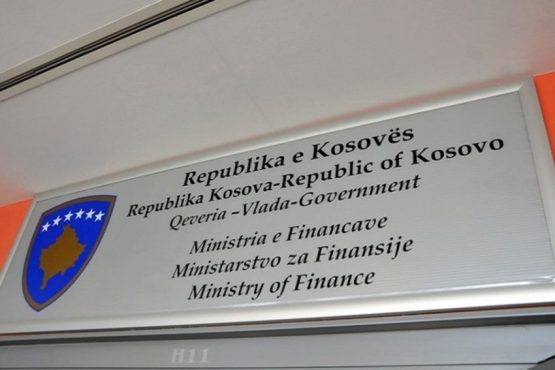 Republika e Kosovës
Republika Kosova-Republic of Kosovo
Qeveria -Vlada-Government
Ministria e Financave
Ministarstvo za Finansije
Ministry of Finance
H11